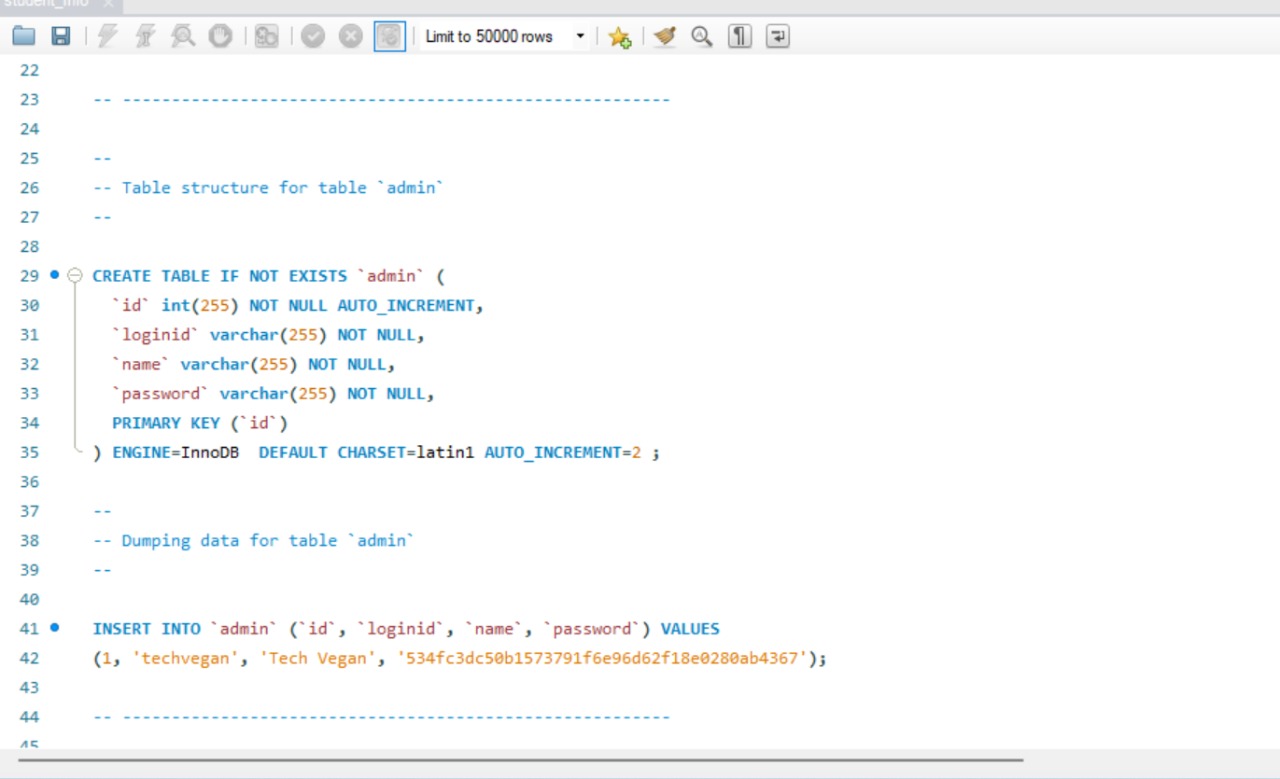 student_info
Limit to 50000 rows
22
23 -- --------------------------------------------------------
24
25 --
26 -- Table structure for table `admin`
27 --
28
29 CREATE TABLE IF NOT EXISTS `admin` (
30 `id` int(255) NOT NULL AUTO_INCREMENT,
31 `loginid` varchar(255) NOT NULL,
32 `name` varchar(255) NOT NULL,
33 `password` varchar(255) NOT NULL,
34 PRIMARY KEY (`id`)
35 ) ENGINE=InnoDB  DEFAULT CHARSET=latin1 AUTO_INCREMENT=2 ;
36
37 --
38 -- Dumping data for table `admin`
39 --
40
41 INSERT INTO `admin` (`id`, `loginid`, `name`, `password`) VALUES
42 (1, 'techvegan', 'Tech Vegan', '534fc3dc50b1573791f6e96d62f18e0280ab4367');
43
44 -- --------------------------------------------------------
45